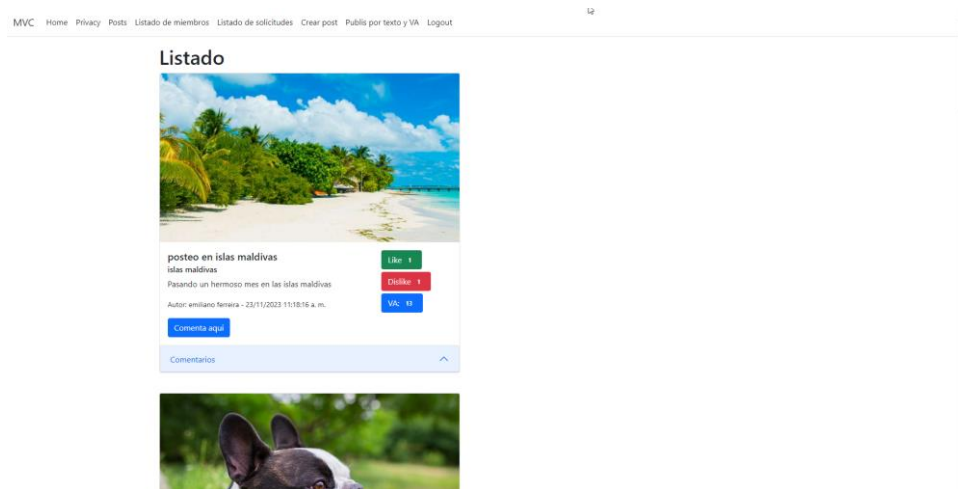 MVC Home Privacy Posts Listado de miembros Listado de solicitudes Crear post Publis por texto y VA Logout
Listado
posteo en islas maldivas
islas maldivas
Pasando un hermoso mes en las islas maldivas
Autor: emiliano ferreira - 23/11/2023 11:18:16 a. m.
Like 1
Dislike 1
VA: 13
Comenta aquí
Comentarios